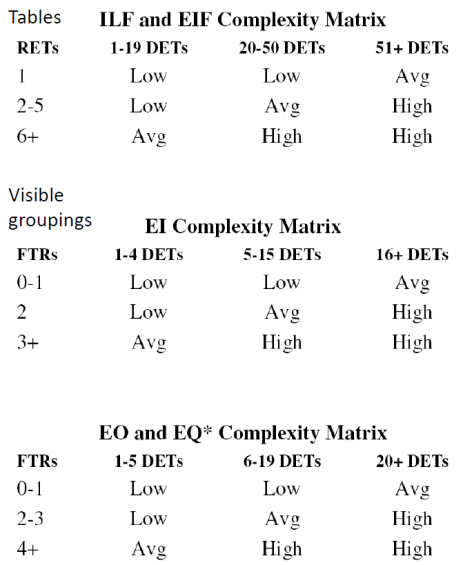 Tables ILF and EIF Complexity Matrix
RETs 1-19 DETs 20-50 DETs 51+ DETs
1 Low Low Avg
2-5 Low Avg High
6+ Avg High High
Visible
groupings EI Complexity Matrix
FTRs 1-4 DETs 5-15 DETs 16+ DETs
0-1 Low Low Avg
2 Low Avg High
3+ Avg High High
EO and EQ* Complexity Matrix
FTRs 1-5 DETs 6-19 DETs 20+ DETs
0-1 Low Low Avg
2-3 Low Avg High
4+ Avg High High